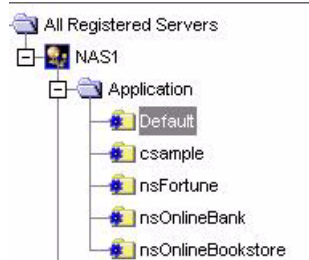 All Registered Servers
NAS1
Application
Default
csample
nsFortune
nsOnlineBank
nsOnlineBookstore